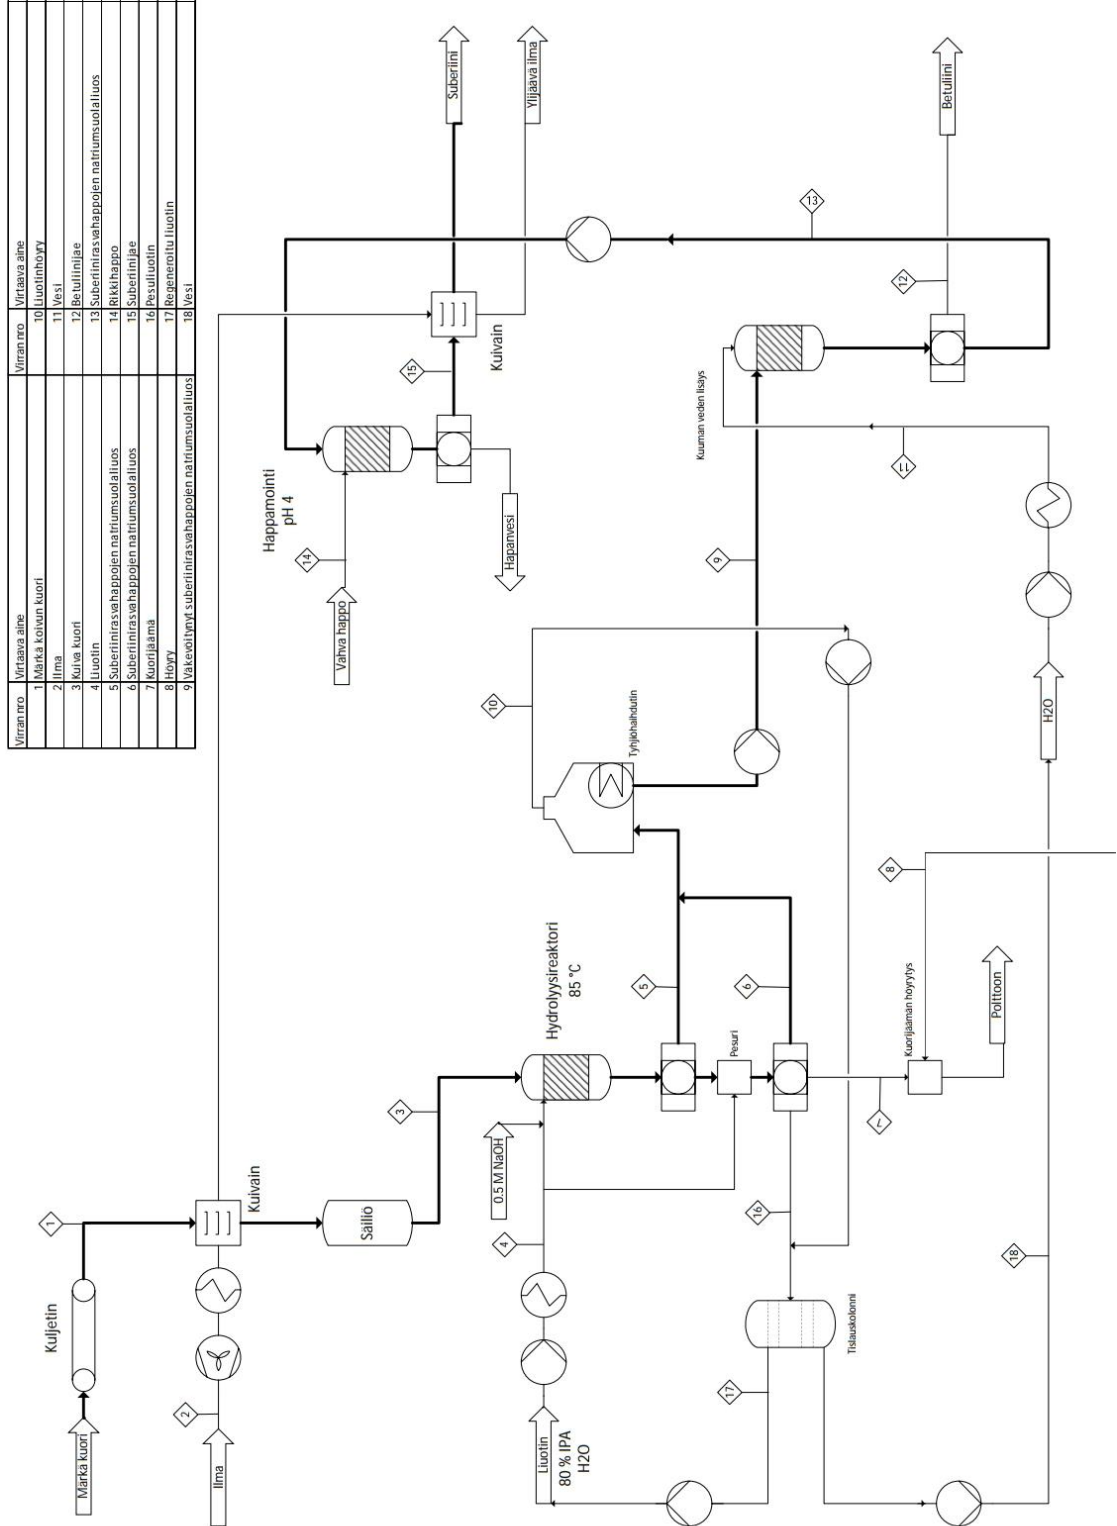 Virran nro Virtaava aine Virran nro Virtaava aine
1 Märkä koivun kuori 10 Liuotinhöyry
2 Ilma 11 Vesi
3 Kuiva kuori 12 Betuliinijae
4 Liuotin 13 Suberiinirasvahappojen natriumsuolaliuos
5 Suberiinirasvahappojen natriumsuolaliuos 14 Rikkihappo
6 Suberiinirasvahappojen natriumsuolaliuos 15 Suberiinijae
7 Kuorijäämä 16 Pesuliuotin
8 Höyry 17 Regeneroitu liuotin
9 Väkevöitynyt suberiinirasvahappojen natriumsuolaliuos 18 Vesi
Kuljetin
Märkä kuori
1
2
Ilma
Kuivain
Säiliö
3
Hydrolyysireaktori
85 °C
0.5 M NaOH
4
Liuotin
80 % IPA
H2O
5
Pesuri
6
7
Kuorijäämän höyrytys
8
Polttoon
16
Tislauskolonni
17
18
H2O
10
Tyhjiöhaihdutin
9
Kuuman veden lisäys
11
12
Betuliini
13
Happamointi
pH 4
14
Vahva happo
Hapanvesi
15
Kuivain
Suberiini
Ylijäävä ilma